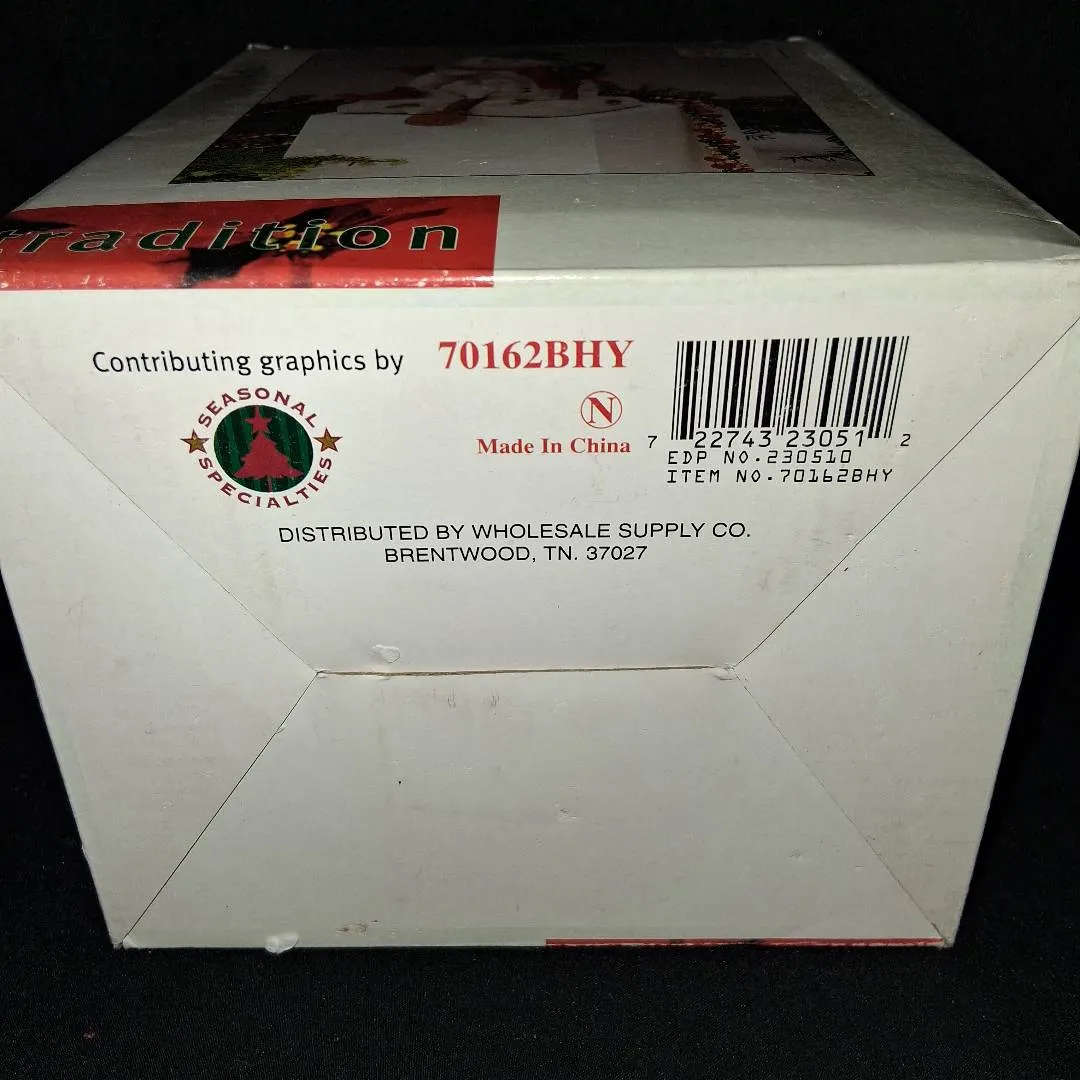 tradition
Contributing graphics by
SEASONAL
SPECIALTIES
70162BHY
N
Made In China
7 22743 23051 2
EDP NO.230510
ITEM NO.70162BHY
DISTRIBUTED BY WHOLESALE SUPPLY CO.
BRENTWOOD, TN. 37027